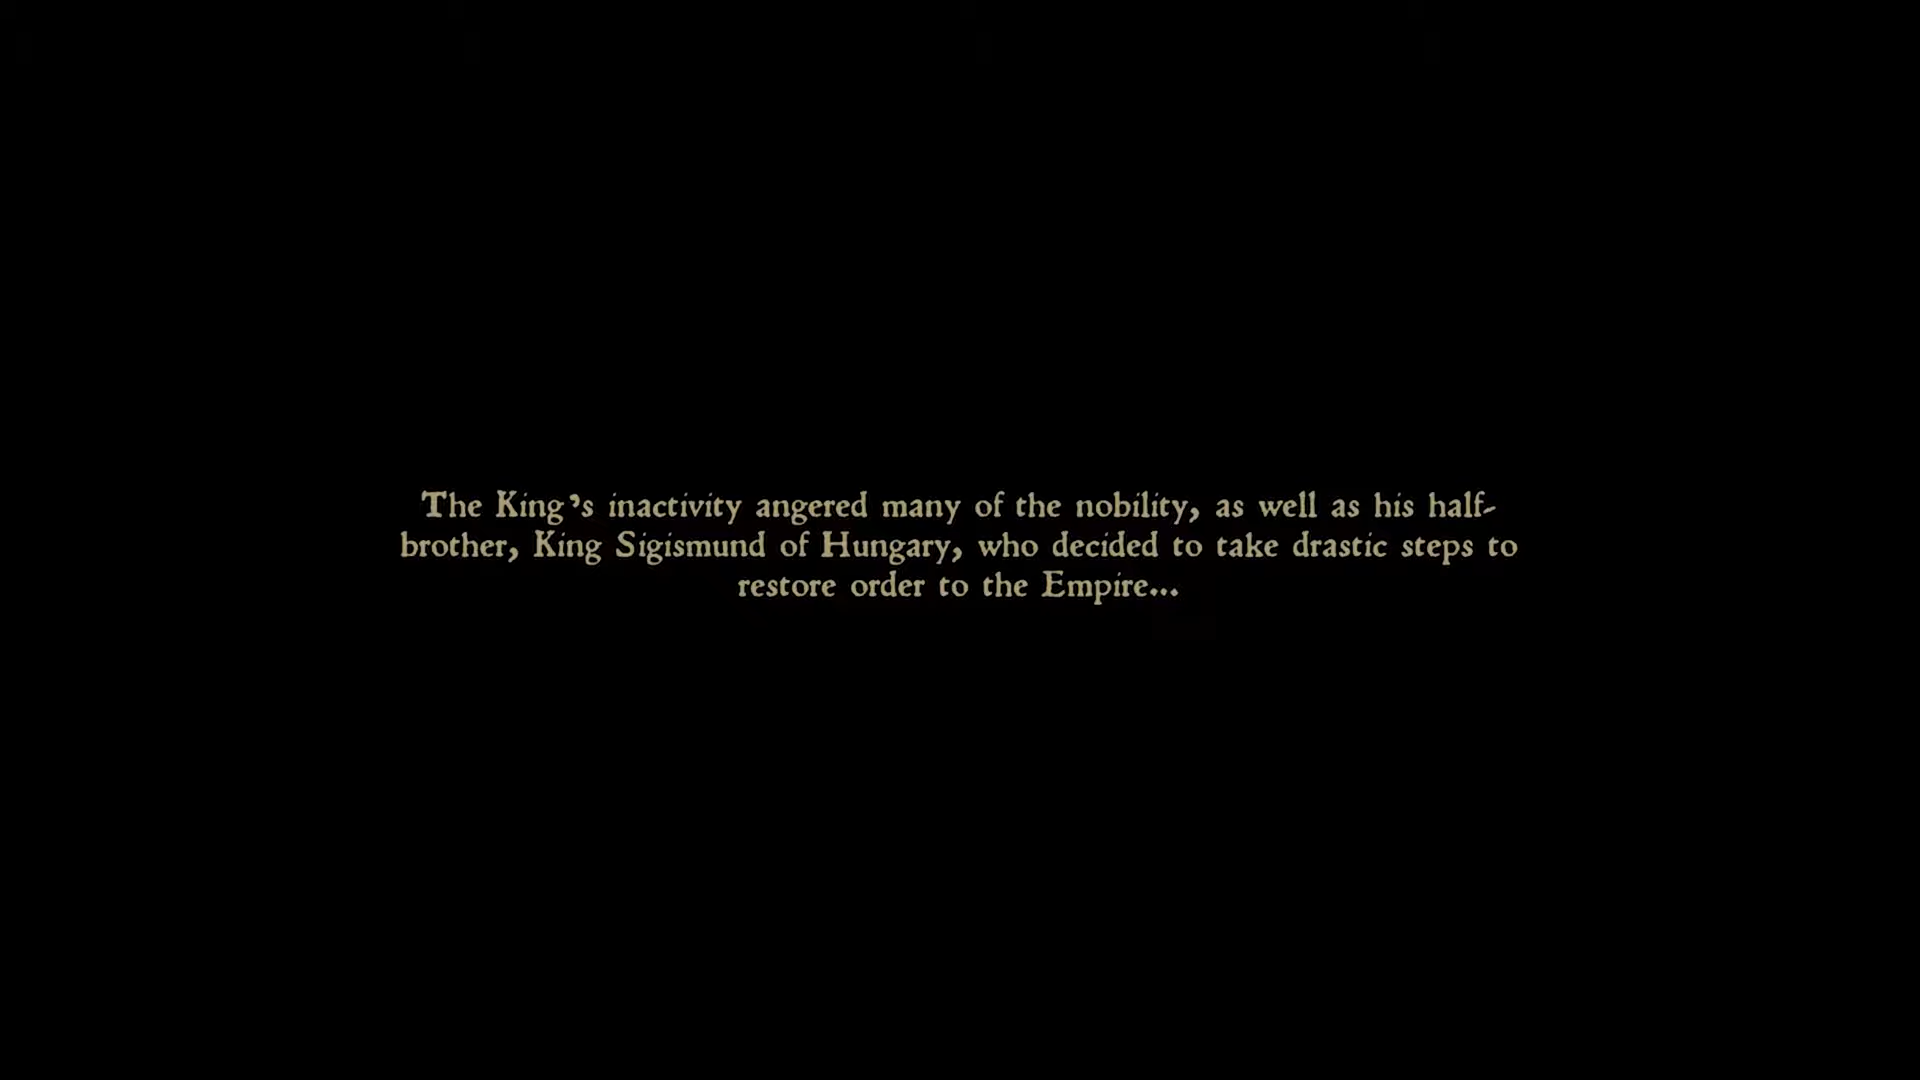 The King's inactivity angered many of the nobility, as well as his half-
brother, King Sigismund of Hungary, who decided to take drastic steps to
restore order to the Empire...